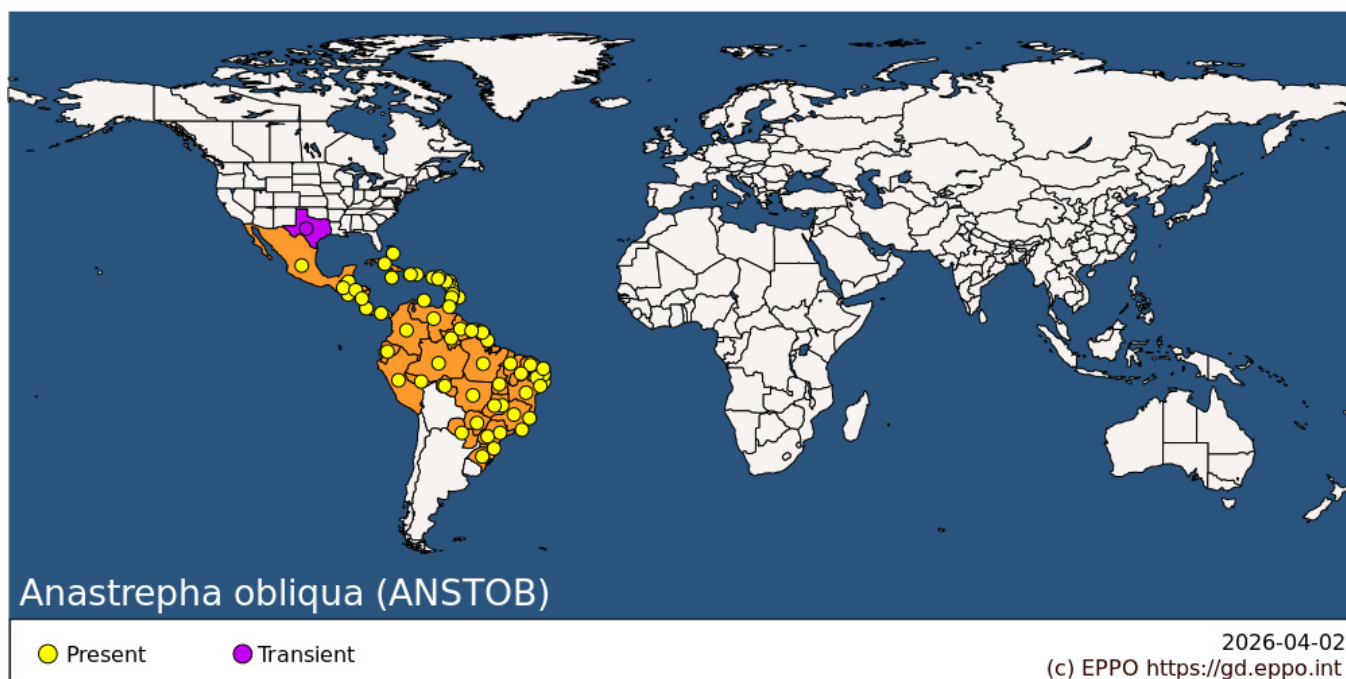 Anastrepha obliqua (ANSTOB)
Present
Transient
2026-04-02
(c) EPPO https://gd.eppo.int